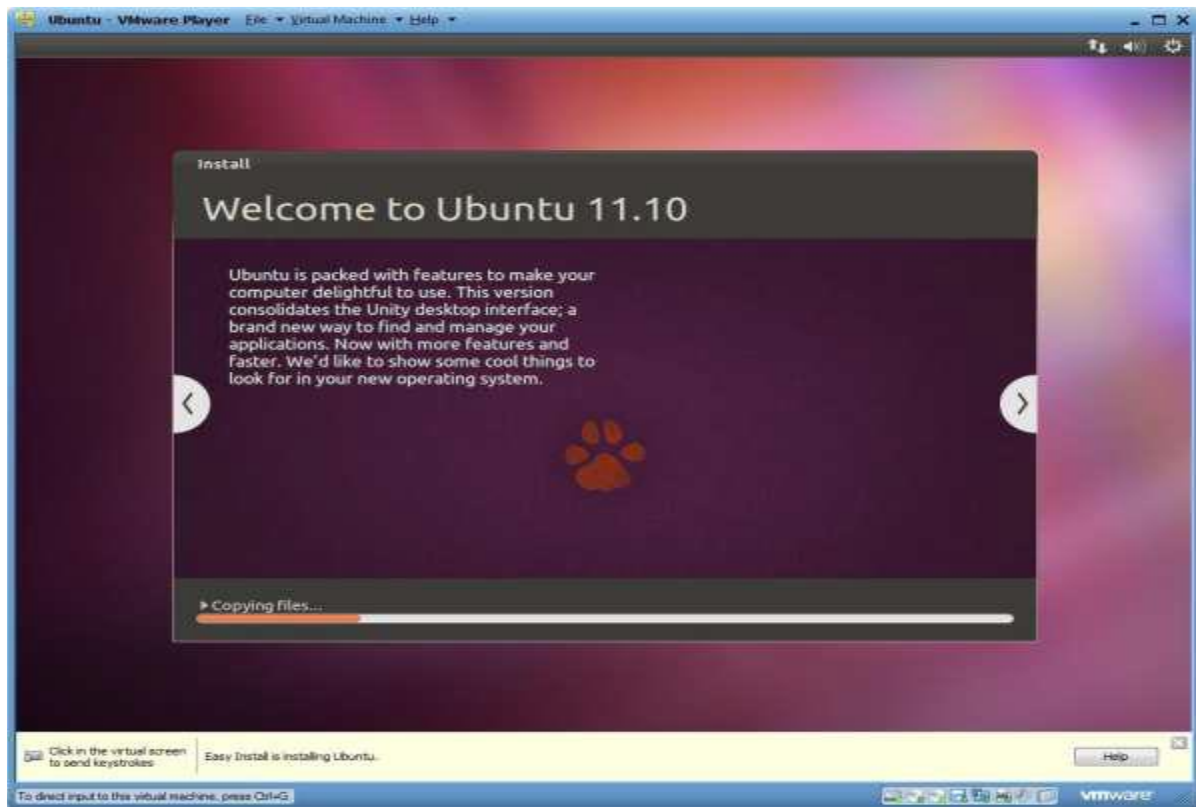 Ubuntu - VMware Player File Virtual Machine Help
Install
Welcome to Ubuntu 11.10
Ubuntu is packed with features to make your
computer delightful to use. This version
consolidates the Unity desktop interface; a
brand new way to find and manage your
applications. Now with more features and
faster. We'd like to show some cool things to
look for in your new operating system.
Copying files...
Click in the virtual screen
to send keystrokes
Easy Install is installing Ubuntu.
Help
To direct input to this virtual machine, press Ctrl+G.
vmware